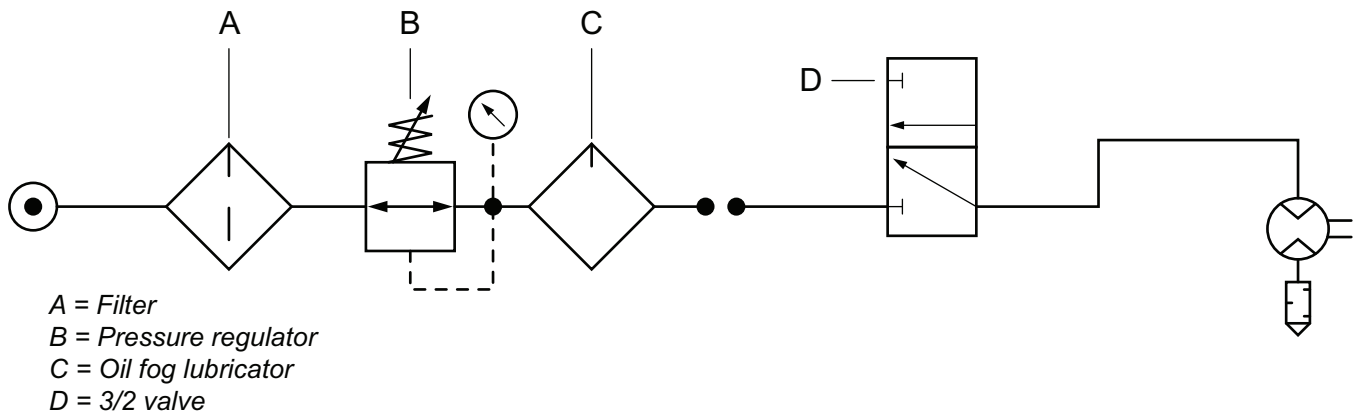 A
B
C
D
A = Filter
B = Pressure regulator
C = Oil fog lubricator
D = 3/2 valve